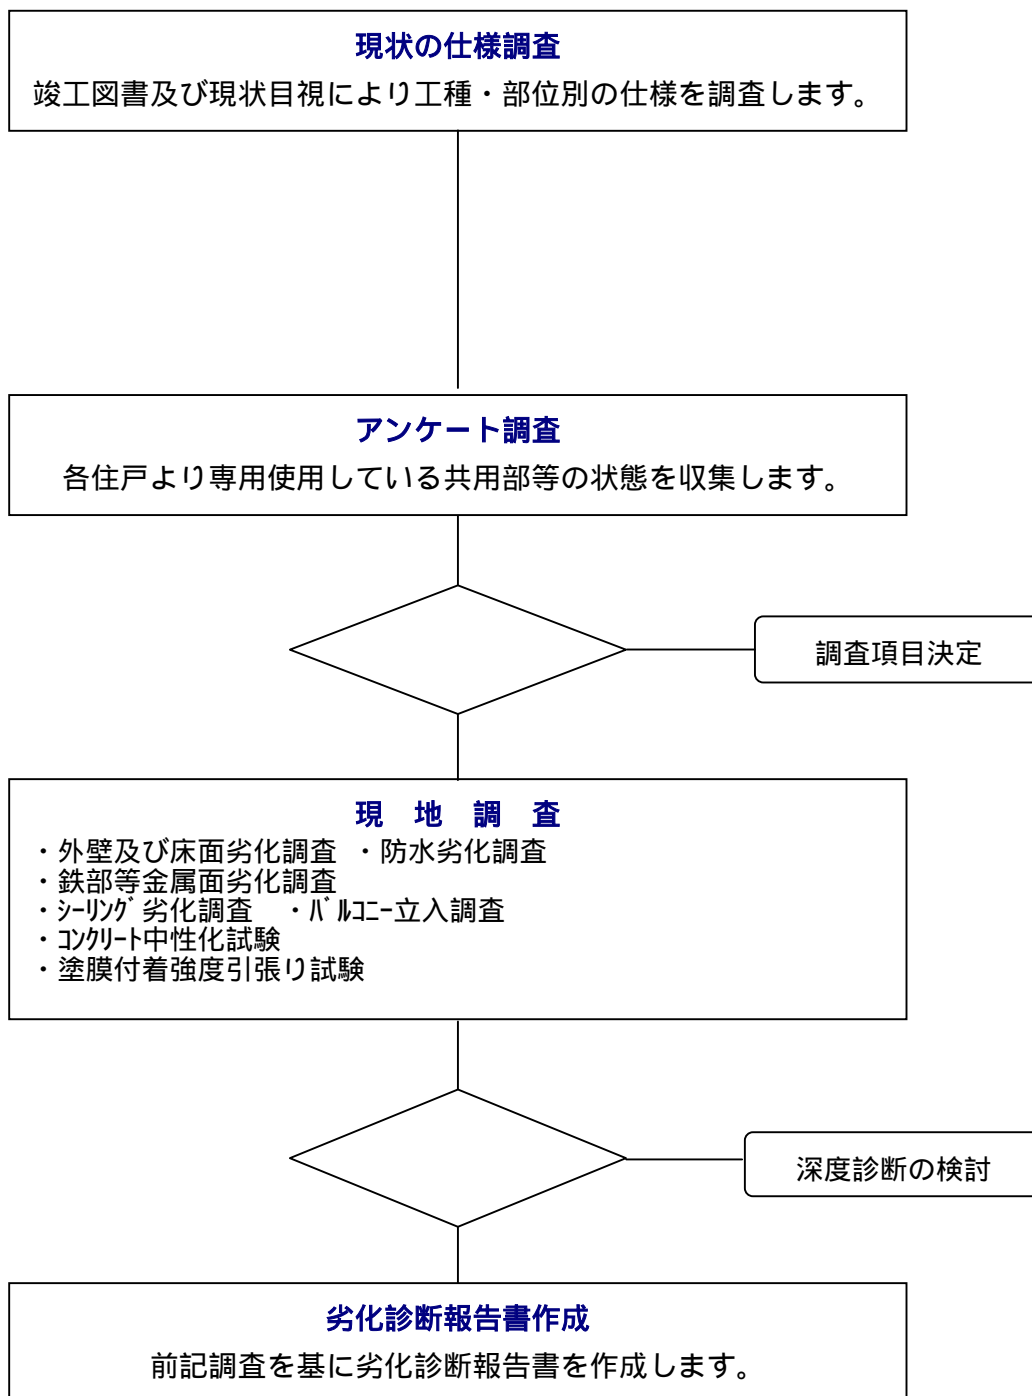 現状の仕様調査
竣工図書及び現状目視により工種・部位別の仕様を調査します。
アンケート調査
各住戸より専用使用している共用部等の状態を収集します。
調査項目決定
現　地　調　査
・外壁及び床面劣化調査　・防水劣化調査
・鉄部等金属面劣化調査
・ｼｰﾘﾝｸﾞ劣化調査　・ﾊﾞﾙｺﾆｰ立入調査
・ｺﾝｸﾘｰﾄ中性化試験
・塗膜付着強度引張り試験
深度診断の検討
劣化診断報告書作成
前記調査を基に劣化診断報告書を作成します。